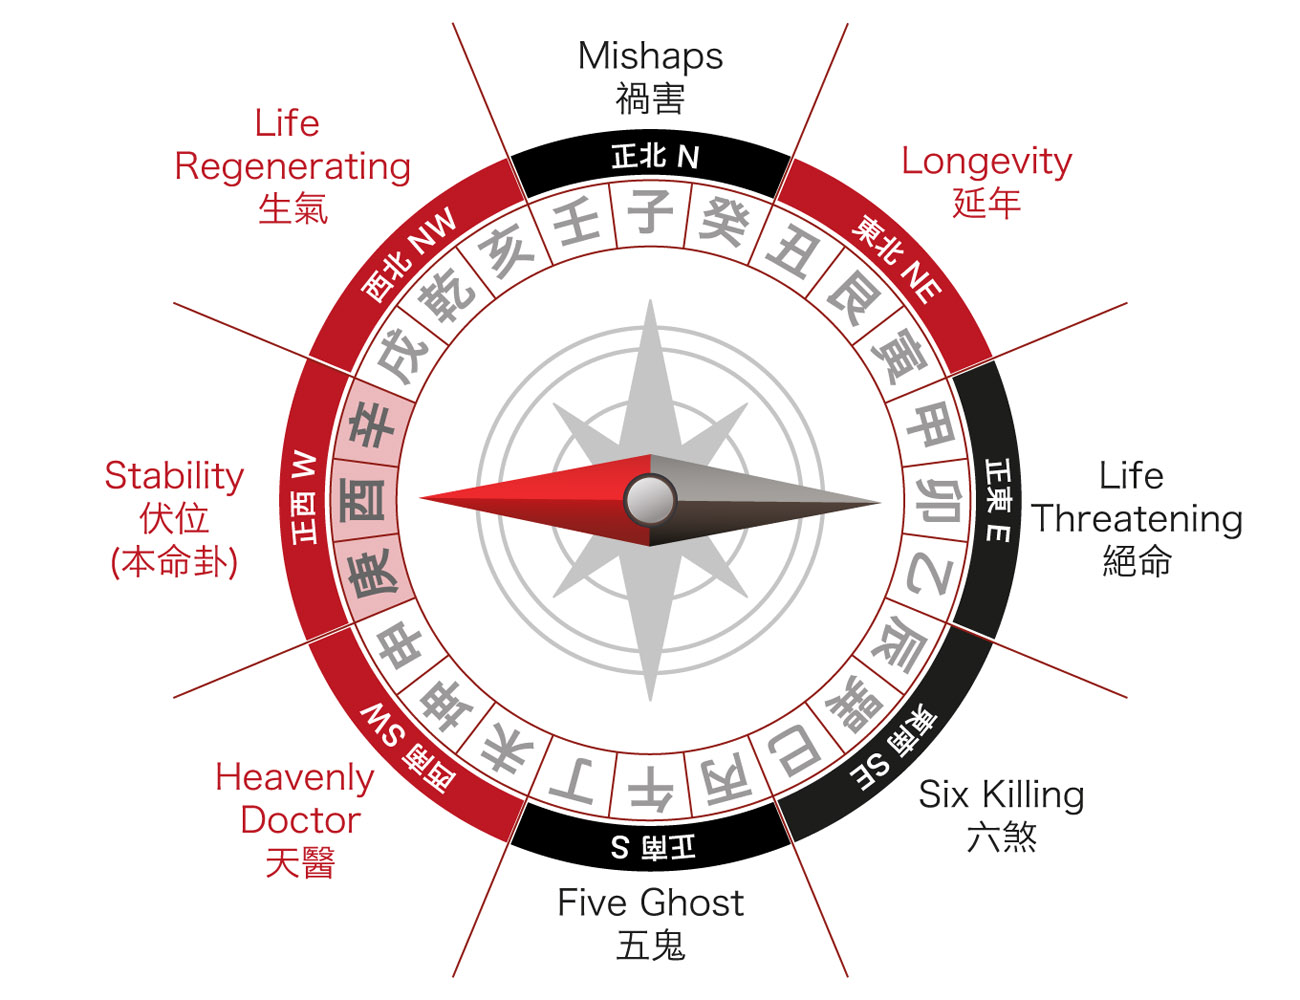 Mishaps
禍害
Life
Regenerating
生氣
Longevity
延年
正北 N
東北 NE
正東 E
東南 SE
正南 S
西南 SW
正西 W
西北 NW
壬
子
癸
丑
艮
寅
甲
卯
乙
辰
巽
巳
丙
午
丁
未
坤
申
庚
酉
辛
戌
乾
亥
Stability
伏位
(本命卦)
Life
Threatening
絕命
Heavenly
Doctor
天醫
Six Killing
六煞
Five Ghost
五鬼